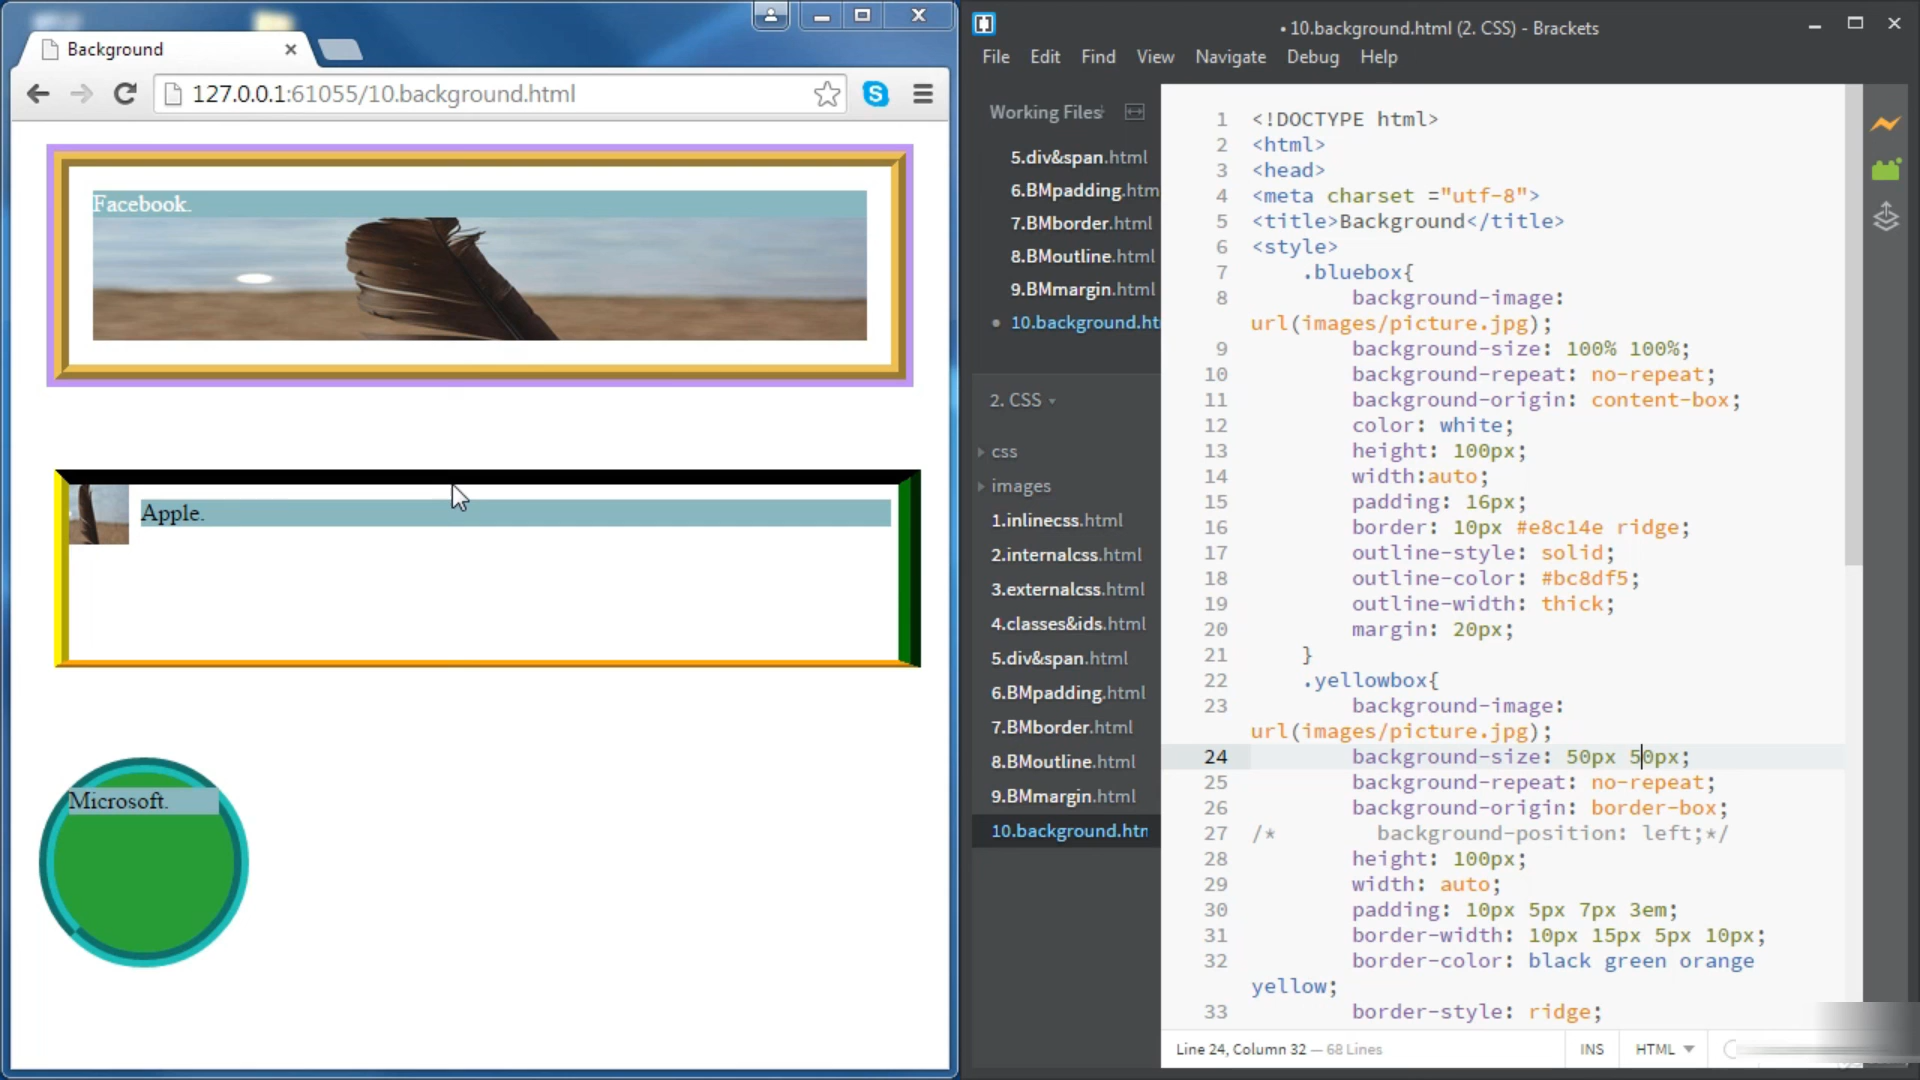 Background
127.0.0.1:61055/10.background.html
Facebook.
Apple.
Microsoft.
• 10.background.html (2. CSS) - Brackets
File Edit Find View Navigate Debug Help
Working Files
5.div&span.html
6.BMpadding.htm
7.BMborder.html
8.BMoutline.html
9.BMmargin.html
10.background.ht
2. CSS
css
images
1.inlinecss.html
2.internalcss.html
3.externalcss.html
4.classes&ids.html
5.div&span.html
6.BMpadding.html
7.BMborder.html
8.BMoutline.html
9.BMmargin.html
10.background.htm
1 <!DOCTYPE html>
2 <html>
3 <head>
4 <meta charset ="utf-8">
5 <title>Background</title>
6 <style>
7 .bluebox{
8 background-image:
url(images/picture.jpg);
9 background-size: 100% 100%;
10 background-repeat: no-repeat;
11 background-origin: content-box;
12 color: white;
13 height: 100px;
14 width:auto;
15 padding: 16px;
16 border: 10px #e8c14e ridge;
17 outline-style: solid;
18 outline-color: #bc8df5;
19 outline-width: thick;
20 margin: 20px;
21 }
22 .yellowbox{
23 background-image:
url(images/picture.jpg);
24 background-size: 50px 50px;
25 background-repeat: no-repeat;
26 background-origin: border-box;
27 /* background-position: left;*/
28 height: 100px;
29 width: auto;
30 padding: 10px 5px 7px 3em;
31 border-width: 10px 15px 5px 10px;
32 border-color: black green orange
yellow;
33 border-style: ridge;
Line 24, Column 32 — 68 Lines
INS
HTML